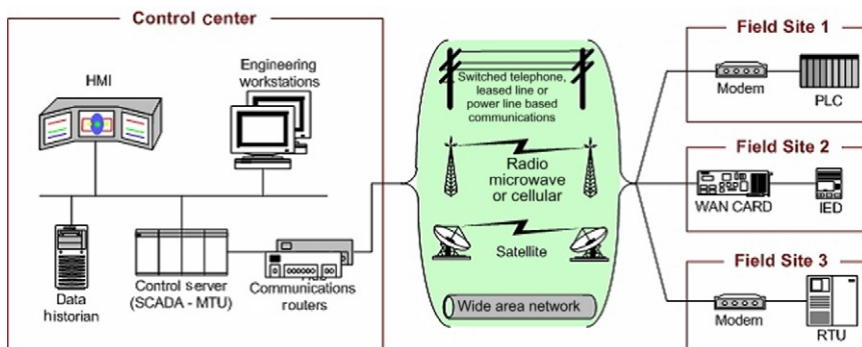 Control center
HMI
Engineering
workstations
Data
historian
Control server
(SCADA - MTU)
Communications
routers
Switched telephone,
leased line or
power line based
communications
Radio
microwave
or cellular
Satellite
Wide area network
Field Site 1
Modem
PLC
Field Site 2
WAN CARD
IED
Field Site 3
Modem
RTU